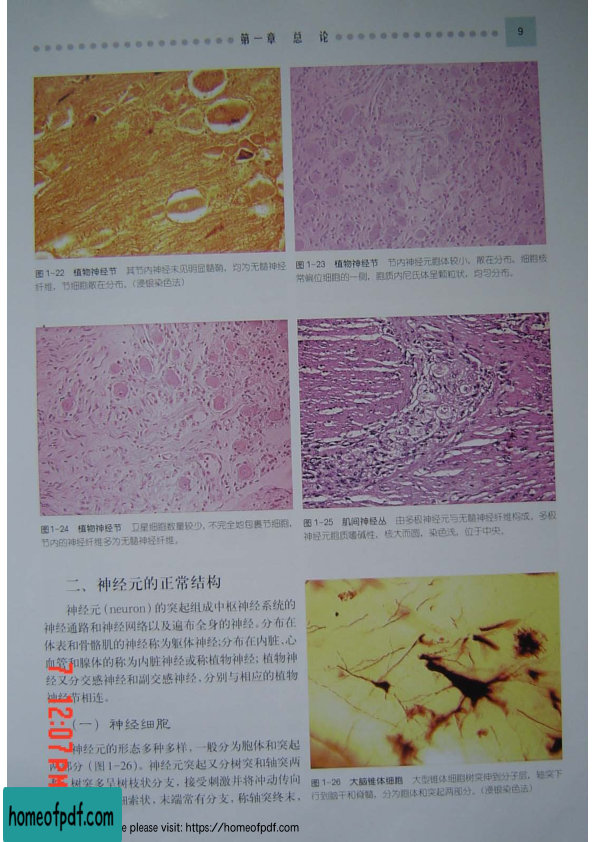 第一章 总 论
9
图1-22 植物神经节 其节内神经未见明显髓鞘，均为无髓神经
纤维，节细胞散在分布。（浸银染色法）
图1-23 植物神经节 节内神经元胞体较小，散在分布。细胞核
常偏位细胞的一侧，胞质内尼氏体呈颗粒状，均匀分布。
图1-24 植物神经节 卫星细胞数量较少，不完全地包裹节细胞，
节内的神经纤维多为无髓神经纤维。
图1-25 肌间神经丛 由多极神经元与无髓神经纤维构成。多极
神经元胞质嗜碱性，核大而圆，染色浅，位于中央。
二、神经元的正常结构
神经元(neuron)的突起组成中枢神经系统的
神经通路和神经网络以及遍布全身的神经。分布在
体表和骨骼肌的神经称为躯体神经;分布在内脏、心
血管和腺体的称为内脏神经或称植物神经; 植物神
经又分交感神经和副交感神经，分别与相应的植物
神经节相连。
(一) 神经细胞
神经元的形态多种多样，一般分为胞体和突起
两部分 (图1-26)。神经元突起又分树突和轴突两
树突多呈树枝状分支，接受刺激并将冲动传向
细索状，末端常有分支，称轴突终末，
图1-26 大脑锥体细胞 大型锥体细胞树突伸到分子层，轴突下
行到脑干和脊髓，分为胞体和突起两部分。（浸银染色法）
7 12:07 PM
homeofpdf.com
e please visit: https://homeofpdf.com